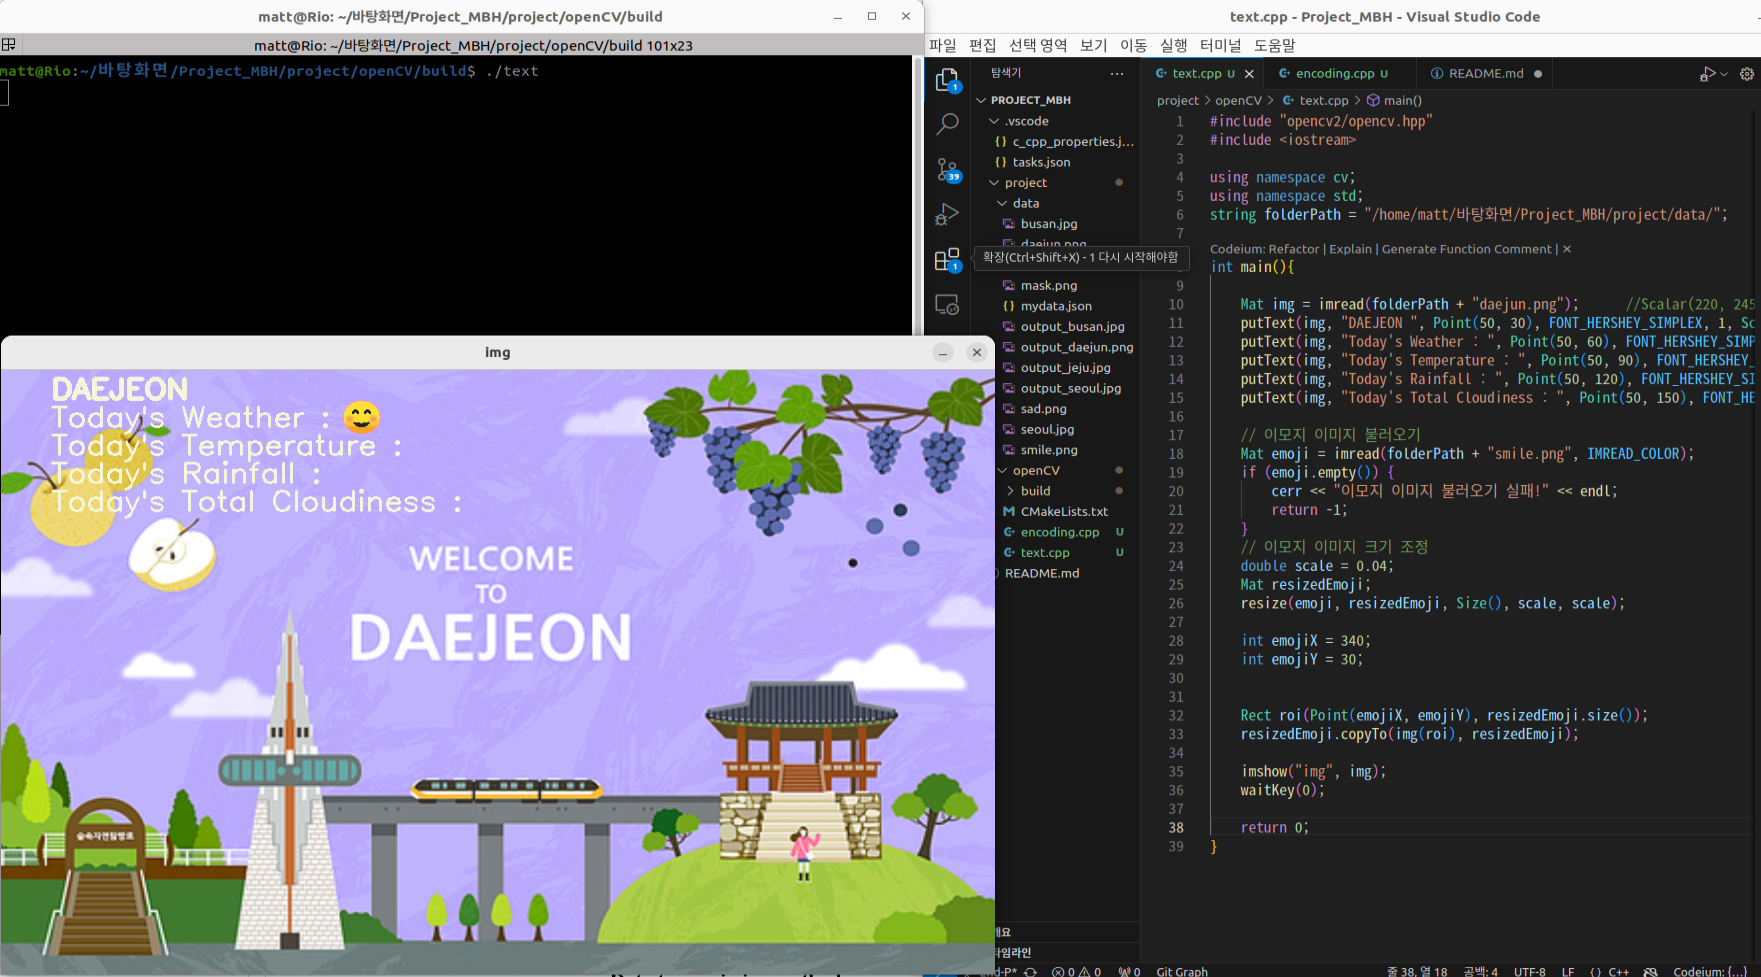 matt@Rio: ~/바탕화면/Project_MBH/project/openCV/build
matt@Rio: ~/바탕화면/Project_MBH/project/openCV/build 101x23
matt@Rio:~/바탕화면/Project_MBH/project/openCV/build$ ./text
img
DAEJEON
Today's Weather :
Today's Temperature :
Today's Rainfall :
Today's Total Cloudiness :
WELCOME
TO
DAEJEON
숲속자연탐방로
text.cpp - Project_MBH - Visual Studio Code
파일 편집 선택 영역 보기 이동 실행 터미널 도움말
탐색기
PROJECT_MBH
.vscode
c_cpp_properties.j...
tasks.json
project
data
busan.jpg
daejun.png
확장(Ctrl+Shift+X) - 1 다시 시작해야함
mask.png
mydata.json
output_busan.jpg
output_daejun.png
output_jeju.jpg
output_seoul.jpg
sad.png
seoul.jpg
smile.png
openCV
build
CMakeLists.txt
encoding.cpp U
text.cpp U
README.md
개요
타임라인
1
39
1
text.cpp U
encoding.cpp U
README.md
project > openCV > text.cpp > main()
1 #include "opencv2/opencv.hpp"
2 #include <iostream>
3
4 using namespace cv;
5 using namespace std;
6 string folderPath = "/home/matt/바탕화면/Project_MBH/project/data/";
7
Codeium: Refactor | Explain | Generate Function Comment | ✕
int main(){
9
10 Mat img = imread(folderPath + "daejun.png"); //Scalar(220, 245
11 putText(img, "DAEJEON ", Point(50, 30), FONT_HERSHEY_SIMPLEX, 1, Sc
12 putText(img, "Today's Weather : ", Point(50, 60), FONT_HERSHEY_SIMP
13 putText(img, "Today's Temperature : ", Point(50, 90), FONT_HERSHEY_
14 putText(img, "Today's Rainfall : ", Point(50, 120), FONT_HERSHEY_SI
15 putText(img, "Today's Total Cloudiness : ", Point(50, 150), FONT_HE
16
17 // 이모지 이미지 불러오기
18 Mat emoji = imread(folderPath + "smile.png", IMREAD_COLOR);
19 if (emoji.empty()) {
20 cerr << "이모지 이미지 불러오기 실패!" << endl;
21 return -1;
22 }
23 // 이모지 이미지 크기 조정
24 double scale = 0.04;
25 Mat resizedEmoji;
26 resize(emoji, resizedEmoji, Size(), scale, scale);
27
28 int emojiX = 340;
29 int emojiY = 30;
30
31
32 Rect roi(Point(emojiX, emojiY), resizedEmoji.size());
33 resizedEmoji.copyTo(img(roi), resizedEmoji);
34
35 imshow("img", img);
36 waitKey(0);
37
38 return 0;
39 }
0 0 0 Git Graph 줄 38, 열 18 공백: 4 UTF-8 LF {} C++ Codeium: {...}